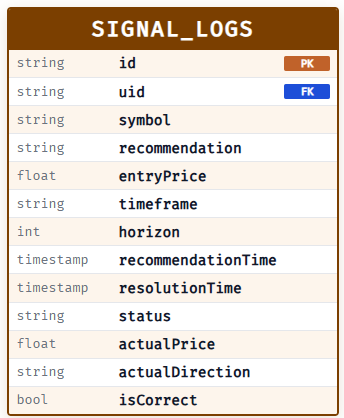 SIGNAL_LOGS
string id PK
string uid FK
string symbol
string recommendation
float entryPrice
string timeframe
int horizon
timestamp recommendationTime
timestamp resolutionTime
string status
float actualPrice
string actualDirection
bool isCorrect